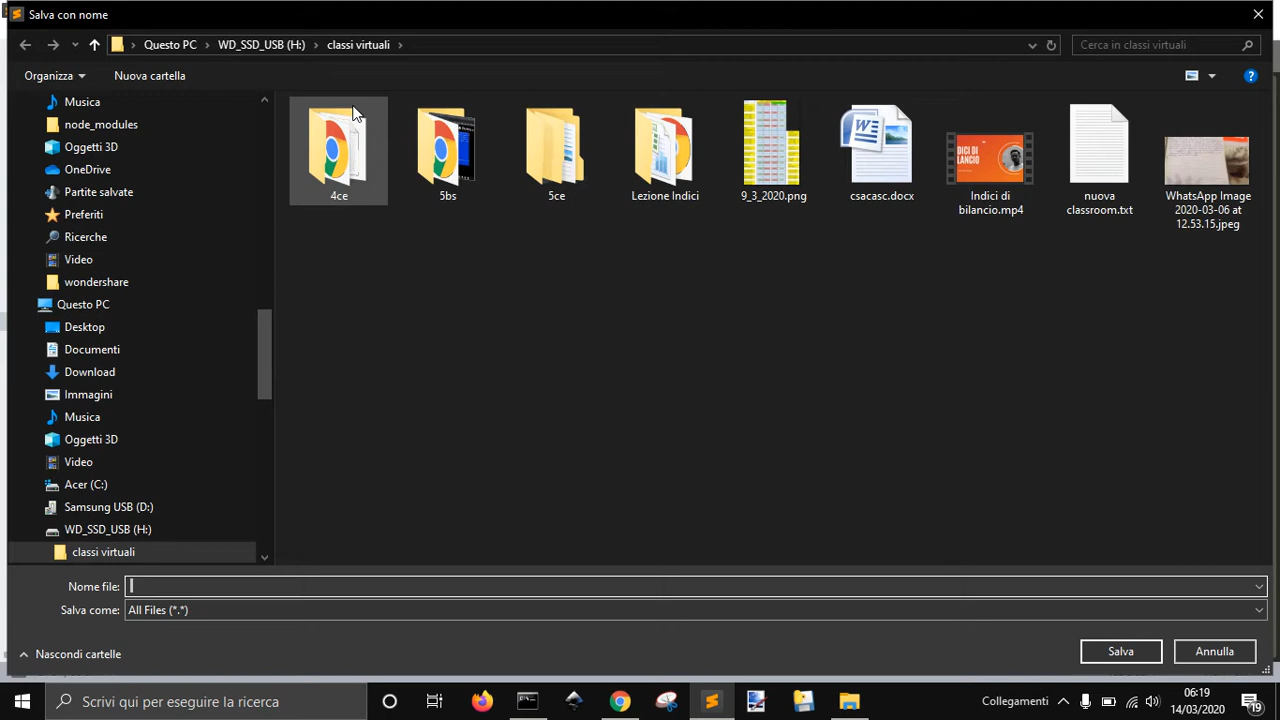 Salva con nome
Questo PC > WD_SSD_USB (H:) > classi virtuali >
Cerca in classi virtuali
Organizza
Nuova cartella
Musica
node_modules
Oggetti 3D
OneDrive
Partite salvate
Preferiti
Ricerche
Video
wondershare
Questo PC
Desktop
Documenti
Download
Immagini
Musica
Oggetti 3D
Video
Acer (C:)
Samsung USB (D:)
WD_SSD_USB (H:)
classi virtuali
4ce
5bs
5ce
Lezione Indici
9_3_2020.png
csacasc.docx
DICI DI
LANCIO
Indici di
bilancio.mp4
nuova
classroom.txt
WhatsApp Image
2020-03-06 at
12.53.15.jpeg
Nome file:
Salva come: All Files (*.*)
Nascondi cartelle
Salva
Annulla
Scrivi qui per eseguire la ricerca
Collegamenti
06:19
14/03/2020
19